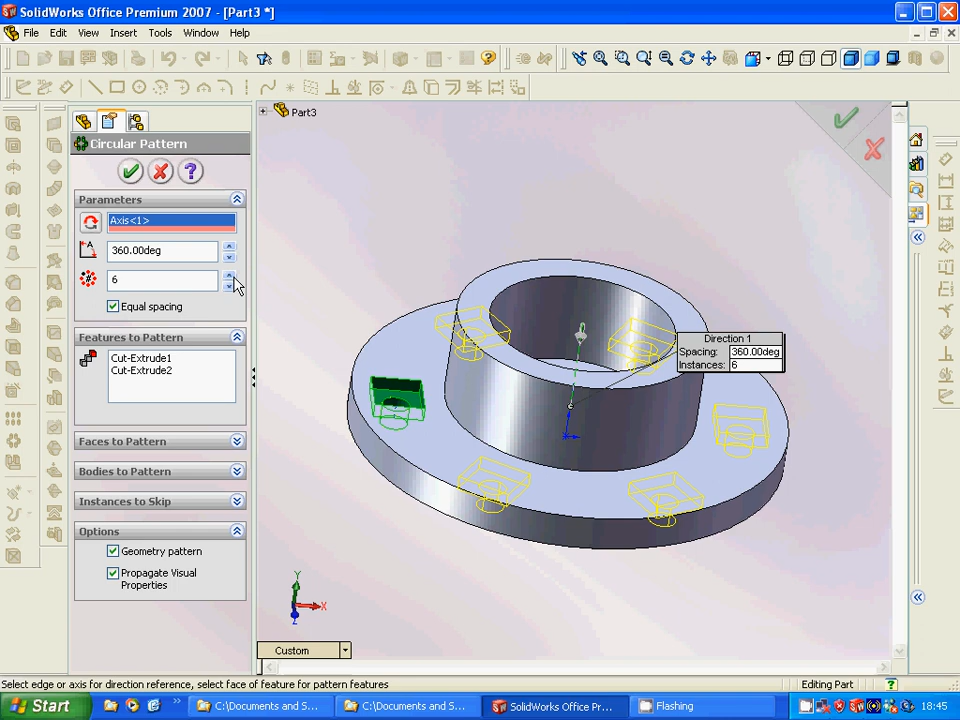 SolidWorks Office Premium 2007 - [Part3 *]
File Edit View Insert Tools Window Help
Part3
Circular Pattern
Parameters
Axis<1>
360.00deg
6
Equal spacing
Features to Pattern
Cut-Extrude1
Cut-Extrude2
Faces to Pattern
Bodies to Pattern
Instances to Skip
Options
Geometry pattern
Propagate Visual
Properties
Direction 1
Spacing: 360.00deg
Instances: 6
Y
X
Z
Custom
Select edge or axis for direction reference, select face of feature for pattern features
Editing Part
Start
C:\Documents and S...
C:\Documents and S...
SolidWorks Office Pr...
Flashing
18:45